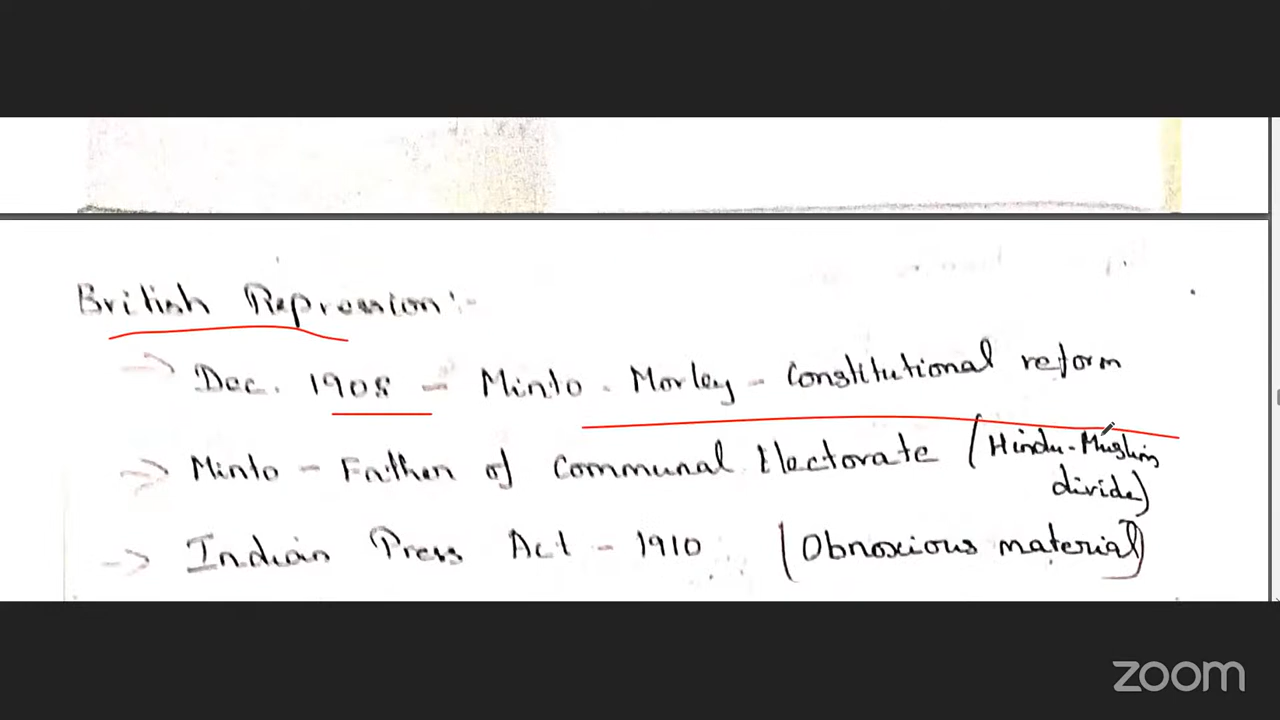 British Repression :-
→ Dec. 1908 - Minto - Morley - Constitutional reform
→ Minto - Father of Communal Electorate (Hindu-Muslim
divide)
→ Indian Press Act - 1910 (Obnoxious material)
zoom